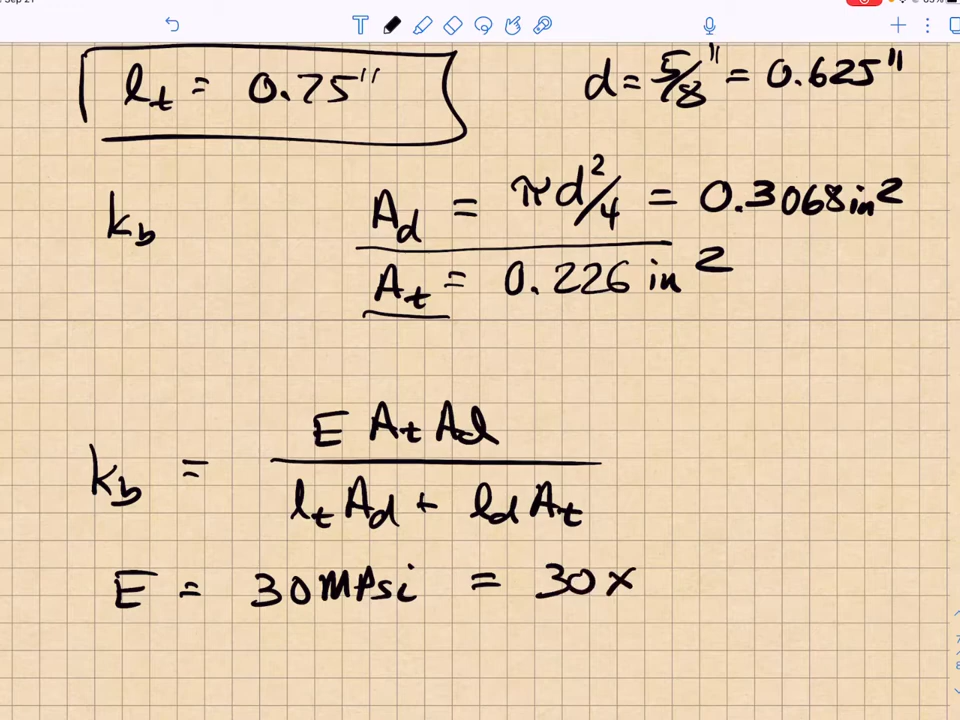 l_t = 0.75"
d = 5/8" = 0.625"
k_b
A_d = πd²/4 = 0.3068 in²
A_t = 0.226 in²
k_b = E A_t A_d / l_t A_d + l_d A_t
E = 30 MPsi = 30 x